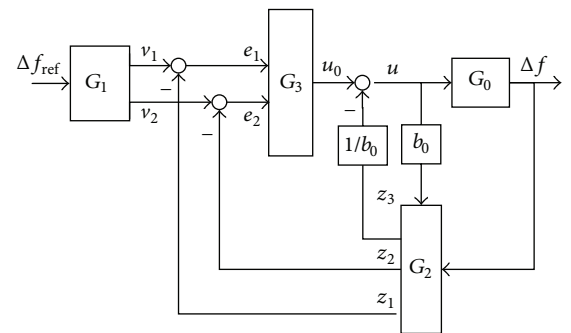 Δf_ref
G_1
v_1
v_2
−
−
e_1
e_2
G_3
u_0
−
u
G_0
Δf
1/b_0
b_0
z_3
z_2
z_1
G_2